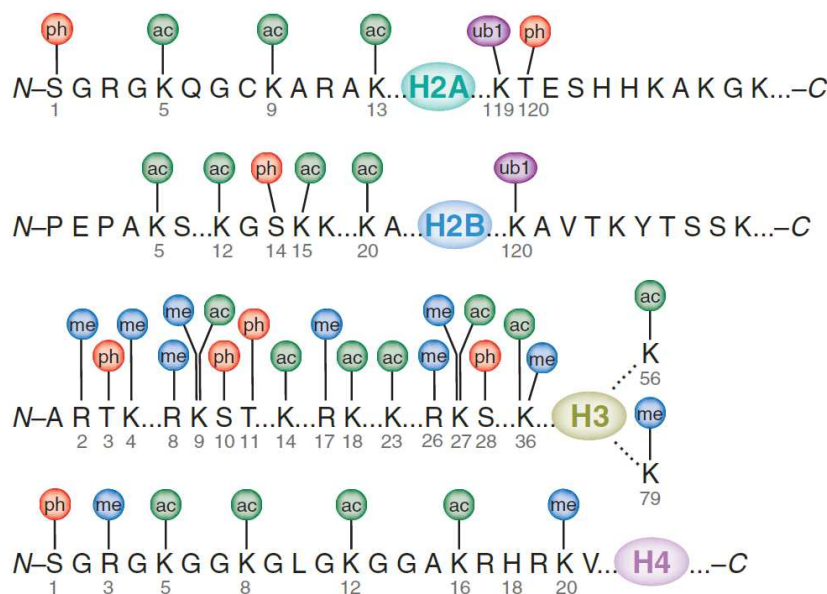 ph ac ac ac ub1 ph
N–S G R G K Q G C K A R A K... H2A ...K T E S H H K A K G K...–C
1 5 9 13 119 120
ac ac ph ac ac ub1
N–P E P A K S...K G S K K...K A... H2B ...K A V T K Y T S S K...–C
5 12 14 15 20 120
me ac me ac ac
me me ph me ac me
ph me ph ac ac ac me ph K
56
N–A R T K...R K S T...K...R K...K...R K S...K... H3 me
2 3 4 8 9 10 11 14 17 18 23 26 27 28 36 K
79
ph me ac ac ac ac me
N–S G R G K G G K G L G K G G A K R H R K V... H4 ...–C
1 3 5 8 12 16 18 20